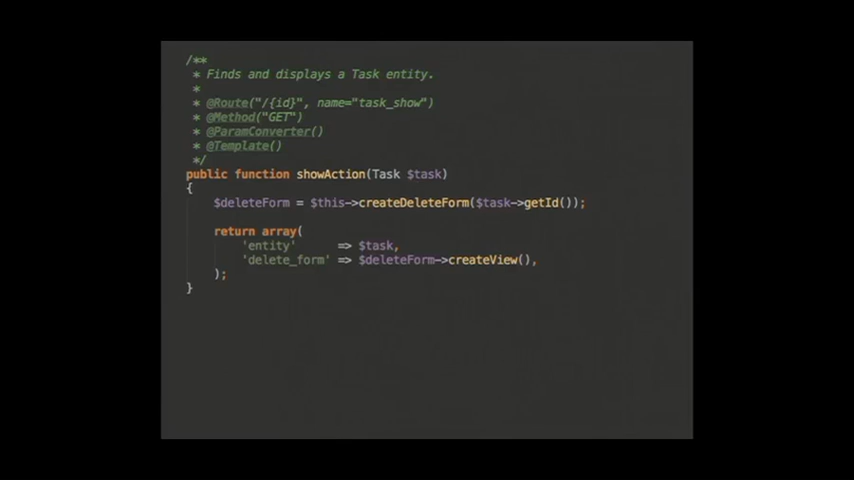 /**
 * Finds and displays a Task entity.
 *
 * @Route("/{id}", name="task_show")
 * @Method("GET")
 * @ParamConverter()
 * @Template()
 */
public function showAction(Task $task)
{
    $deleteForm = $this->createDeleteForm($task->getId());
    return array(
        'entity'      => $task,
        'delete_form' => $deleteForm->createView(),
    );
}